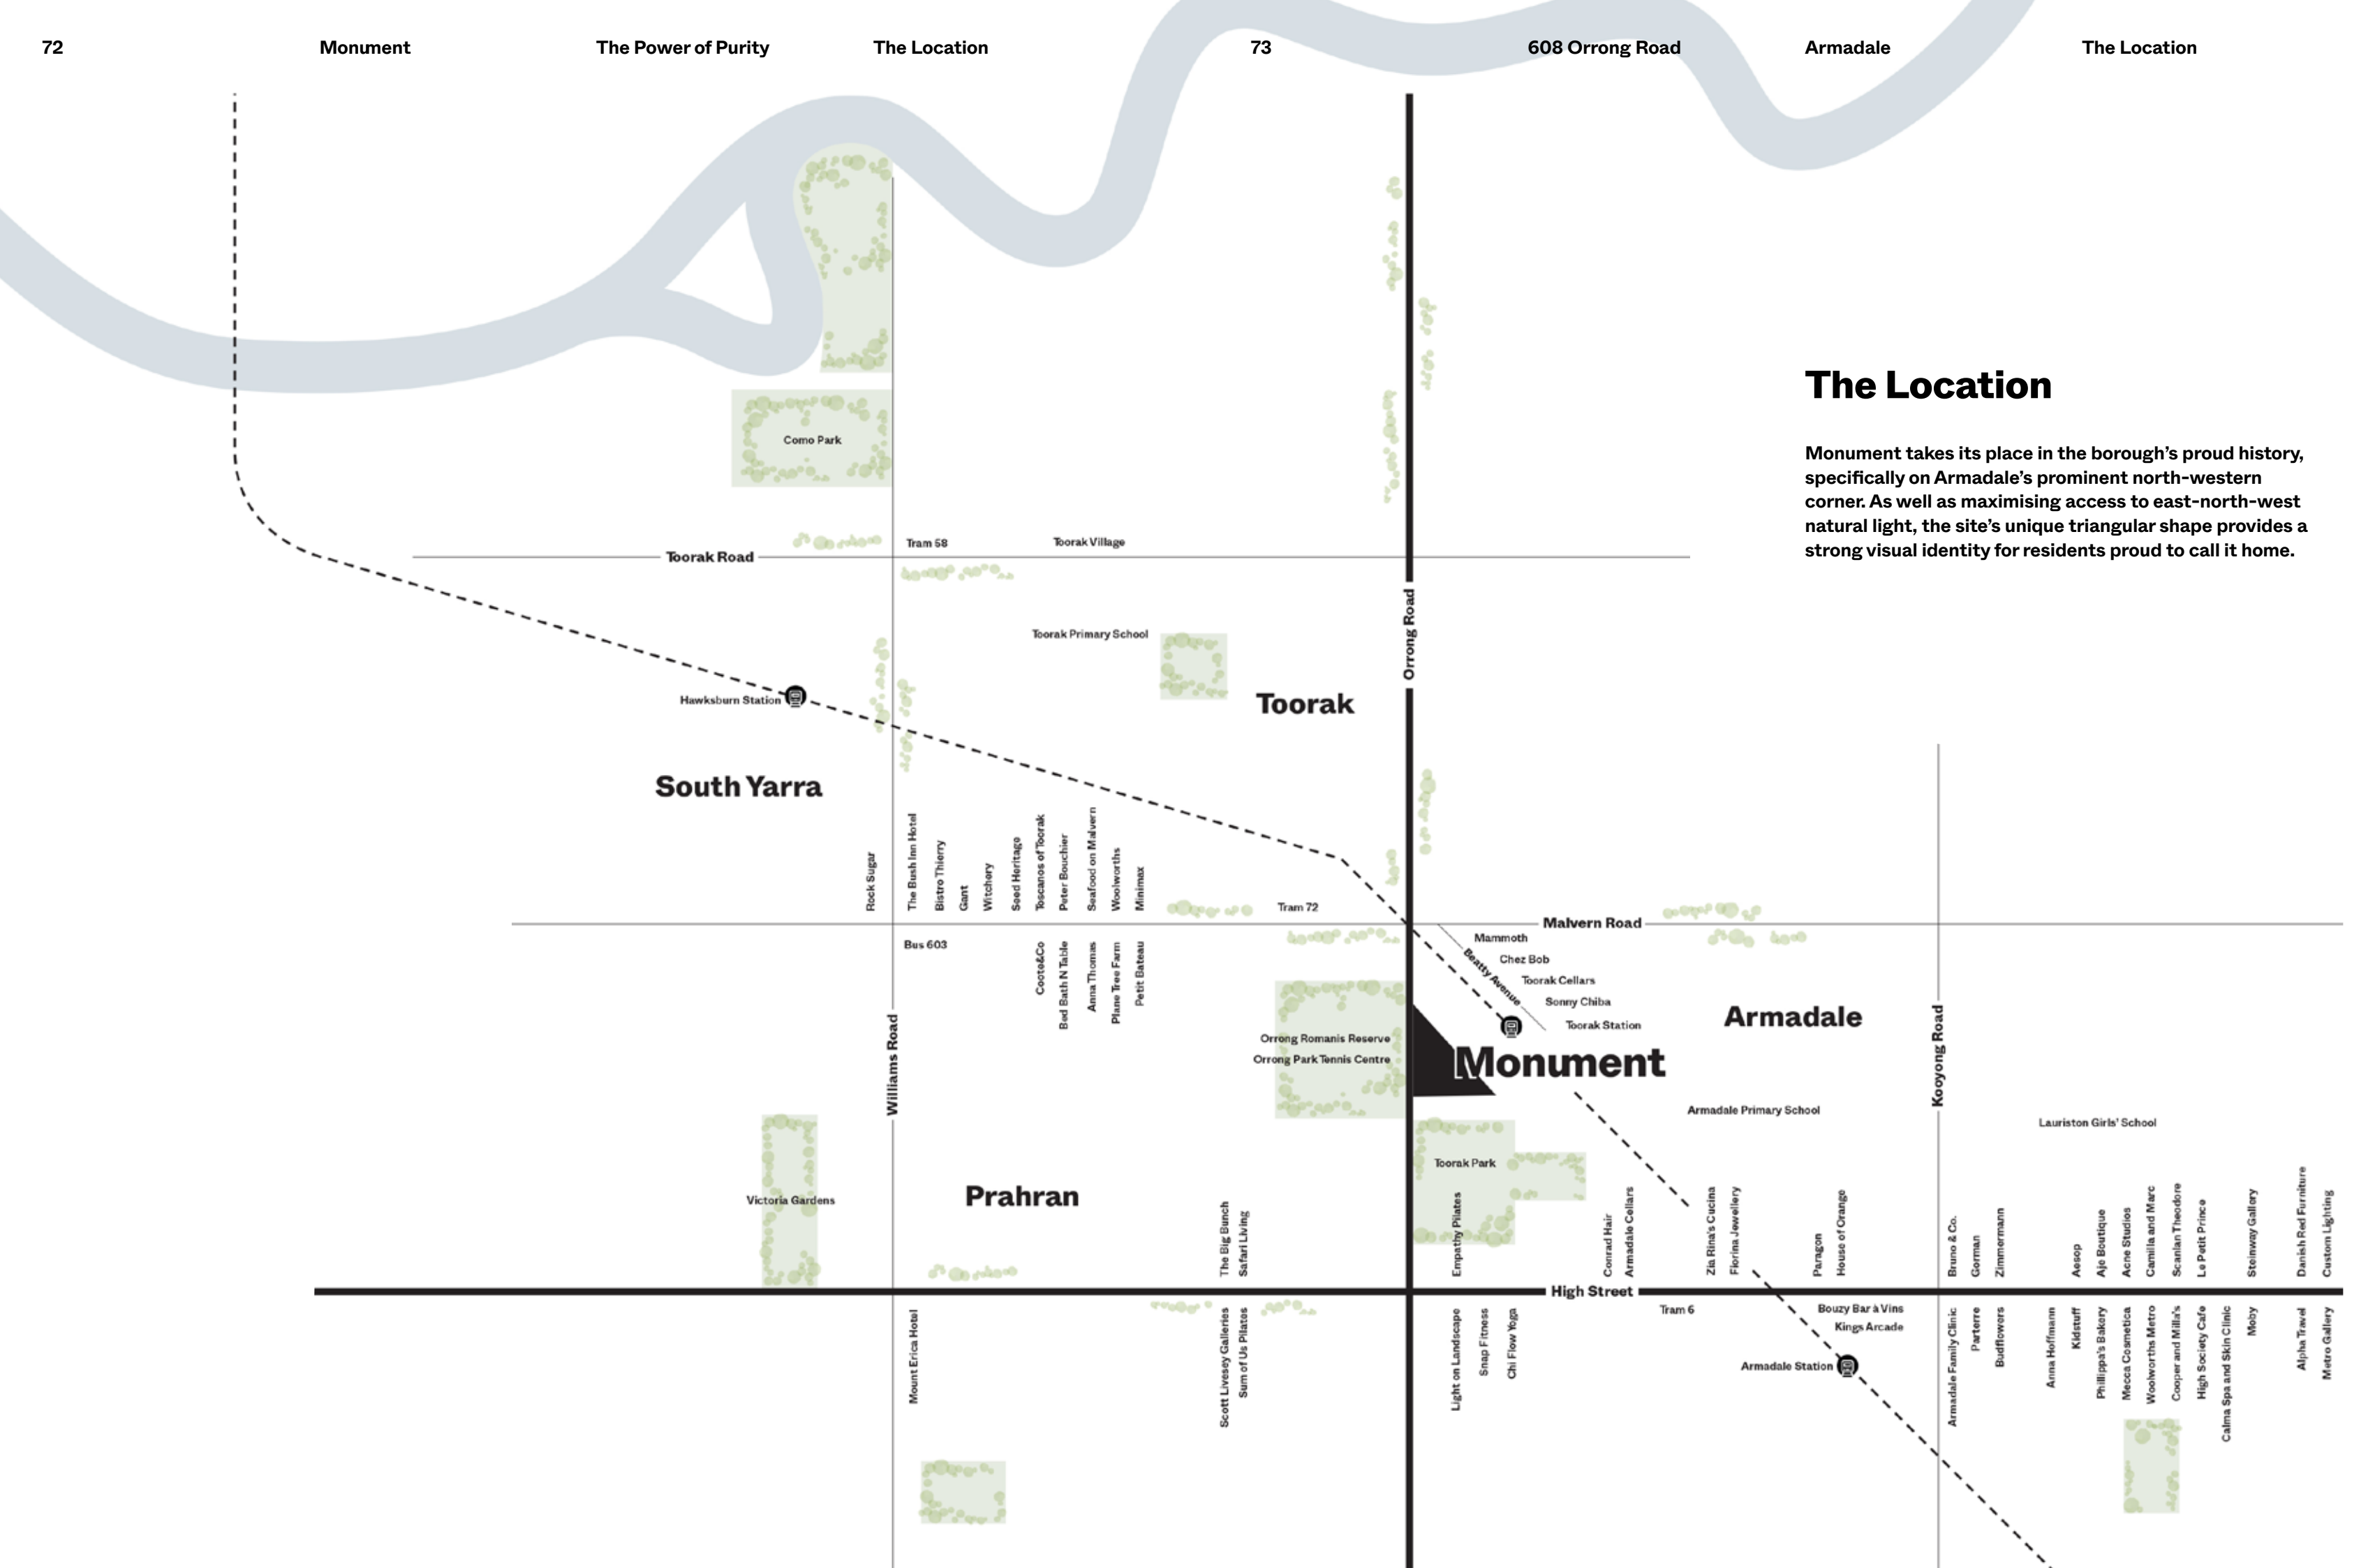 72
Monument
The Power of Purity
The Location
73
608 Orrong Road
Armadale
The Location
The Location
Monument takes its place in the borough’s proud history,
specifically on Armadale’s prominent north-western
corner. As well as maximising access to east-north-west
natural light, the site’s unique triangular shape provides a
strong visual identity for residents proud to call it home.
Como Park
Toorak Road
Tram 58
Toorak Village
Orrong Road
Toorak Primary School
Hawksburn Station
Toorak
South Yarra
Rock Sugar
The Bush Inn Hotel
Bistro Thierry
Gant
Witchery
Seed Heritage
Toscanos of Toorak
Peter Bouchier
Seafood on Malvern
Woolworths
Minimax
Tram 72
Malvern Road
Bus 603
Coote&Co
Bed Bath N Table
Anna Thomas
Plane Tree Farm
Petit Bateau
Mammoth
Chez Bob
Toorak Cellars
Sonny Chiba
Toorak Station
Beatty Avenue
Armadale
Williams Road
Kooyong Road
Orrong Romanis Reserve
Orrong Park Tennis Centre
Monument
Armadale Primary School
Lauriston Girls' School
Victoria Gardens
Prahran
Toorak Park
The Big Bunch
Safari Living
Empathy Pilates
Conrad Hair
Armadale Cellars
Zia Rina's Cucina
Fiorina Jewellery
Paragon
House of Orange
Bruno & Co.
Gorman
Zimmermann
Aesop
Aje Boutique
Acne Studios
Camilla and Marc
Scanlan Theodore
Le Petit Prince
Steinway Gallery
Danish Red Furniture
Custom Lighting
High Street
Mount Erica Hotel
Scott Livesey Galleries
Sum of Us Pilates
Light on Landscape
Snap Fitness
Chi Flow Yoga
Tram 6
Bouzy Bar à Vins
Kings Arcade
Armadale Station
Armadale Family Clinic
Parterre
Budflowers
Anna Hoffmann
Kidstuff
Phillippa's Bakery
Mecca Cosmetica
Woolworths Metro
Cooper and Milla's
High Society Cafe
Calma Spa and Skin Clinic
Moby
Alpha Travel
Metro Gallery